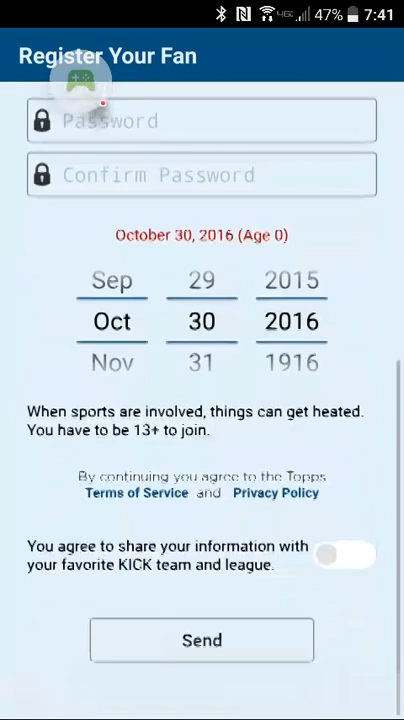 4G 47% 7:41
Register Your Fan
Password
Confirm Password
October 30, 2016 (Age 0)
Sep 29 2015
Oct 30 2016
Nov 31 1916
When sports are involved, things can get heated.
You have to be 13+ to join.
By continuing you agree to the Topps
Terms of Service and Privacy Policy
You agree to share your information with
your favorite KICK team and league.
Send